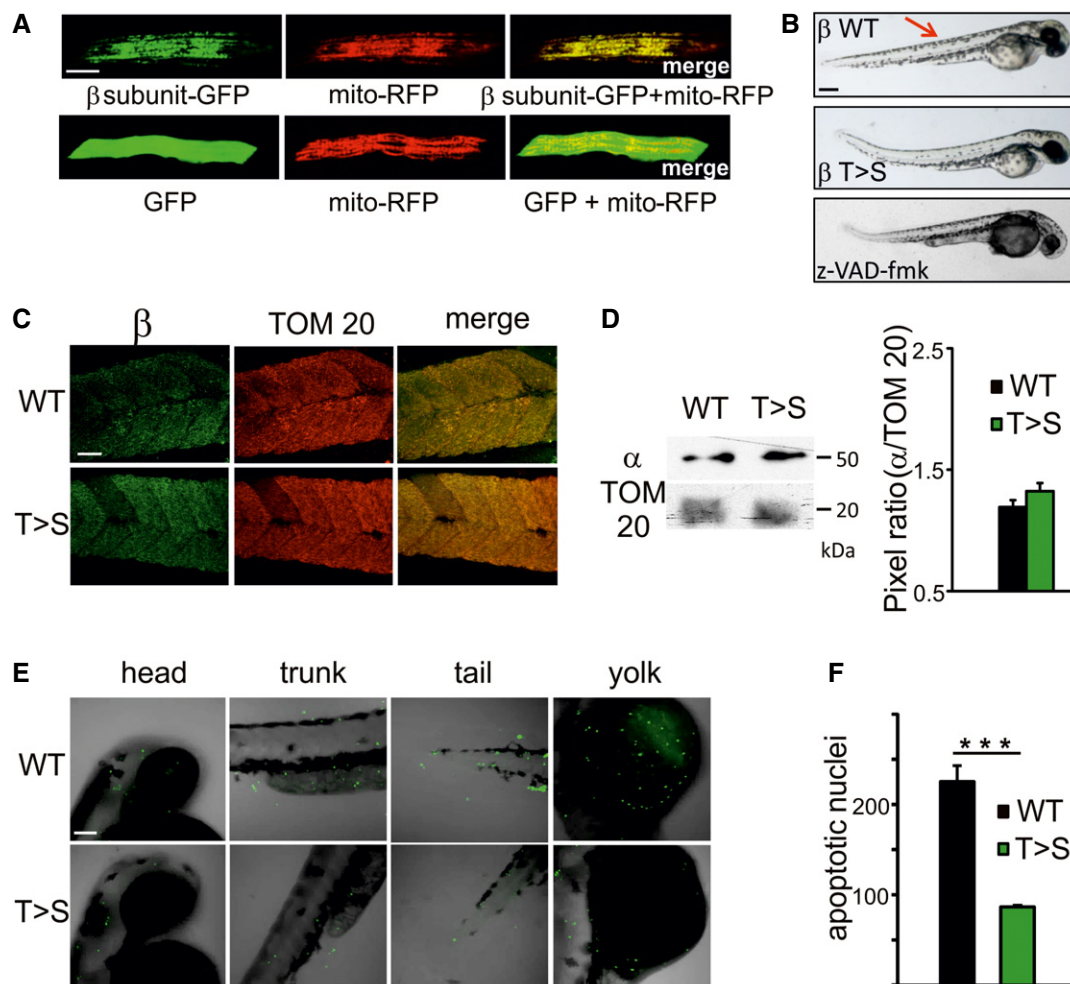 A
merge
β subunit-GFP
mito-RFP
β subunit-GFP+mito-RFP
merge
GFP
mito-RFP
GFP + mito-RFP
B
β WT
β T>S
z-VAD-fmk
C
β
TOM 20
merge
WT
T>S
D
WT
T>S
α
50
TOM
20
20
kDa
Pixel ratio (α/TOM 20)
2.5
1.5
0.5
WT
T>S
E
head
trunk
tail
yolk
WT
T>S
F
apoptotic nuclei
200
100
***
WT
T>S